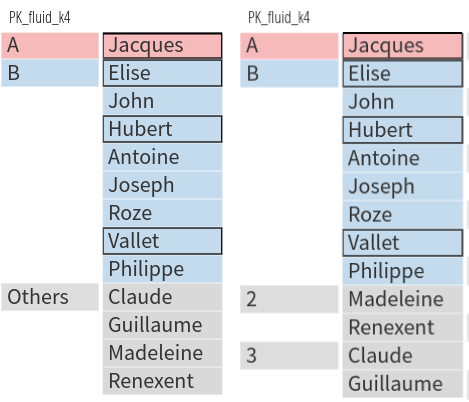 PK_fluid_k4
A Jacques
B Elise
John
Hubert
Antoine
Joseph
Roze
Vallet
Philippe
Others Claude
Guillaume
Madeleine
Renexent
PK_fluid_k4
A Jacques
B Elise
John
Hubert
Antoine
Joseph
Roze
Vallet
Philippe
2 Madeleine
Renexent
3 Claude
Guillaume